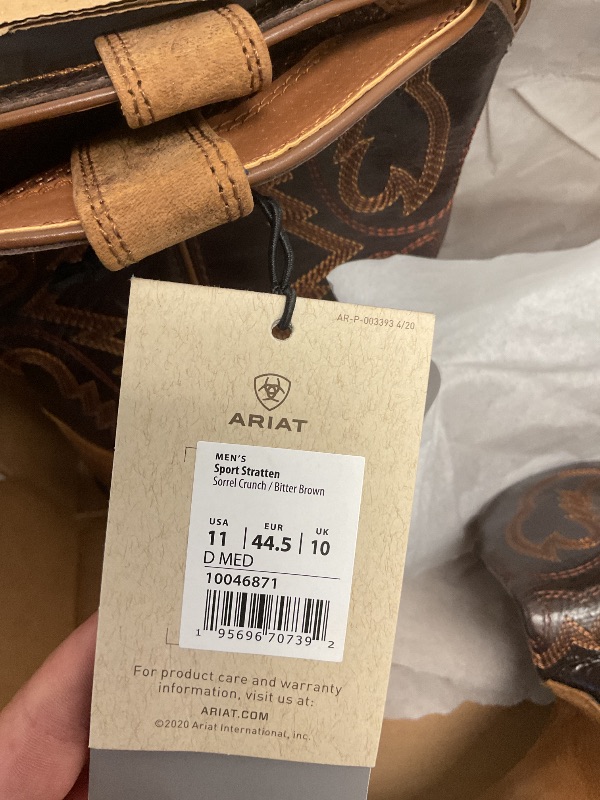 AR-P-003393 4/20
ARIAT
MEN'S
Sport Stratten
Sorrel Crunch / Bitter Brown
USA EUR UK
11 | 44.5 | 10
D MED
10046871
1 95696 70739 2
For product care and warranty
information, visit us at:
ARIAT.COM
©2020 Ariat International, Inc.